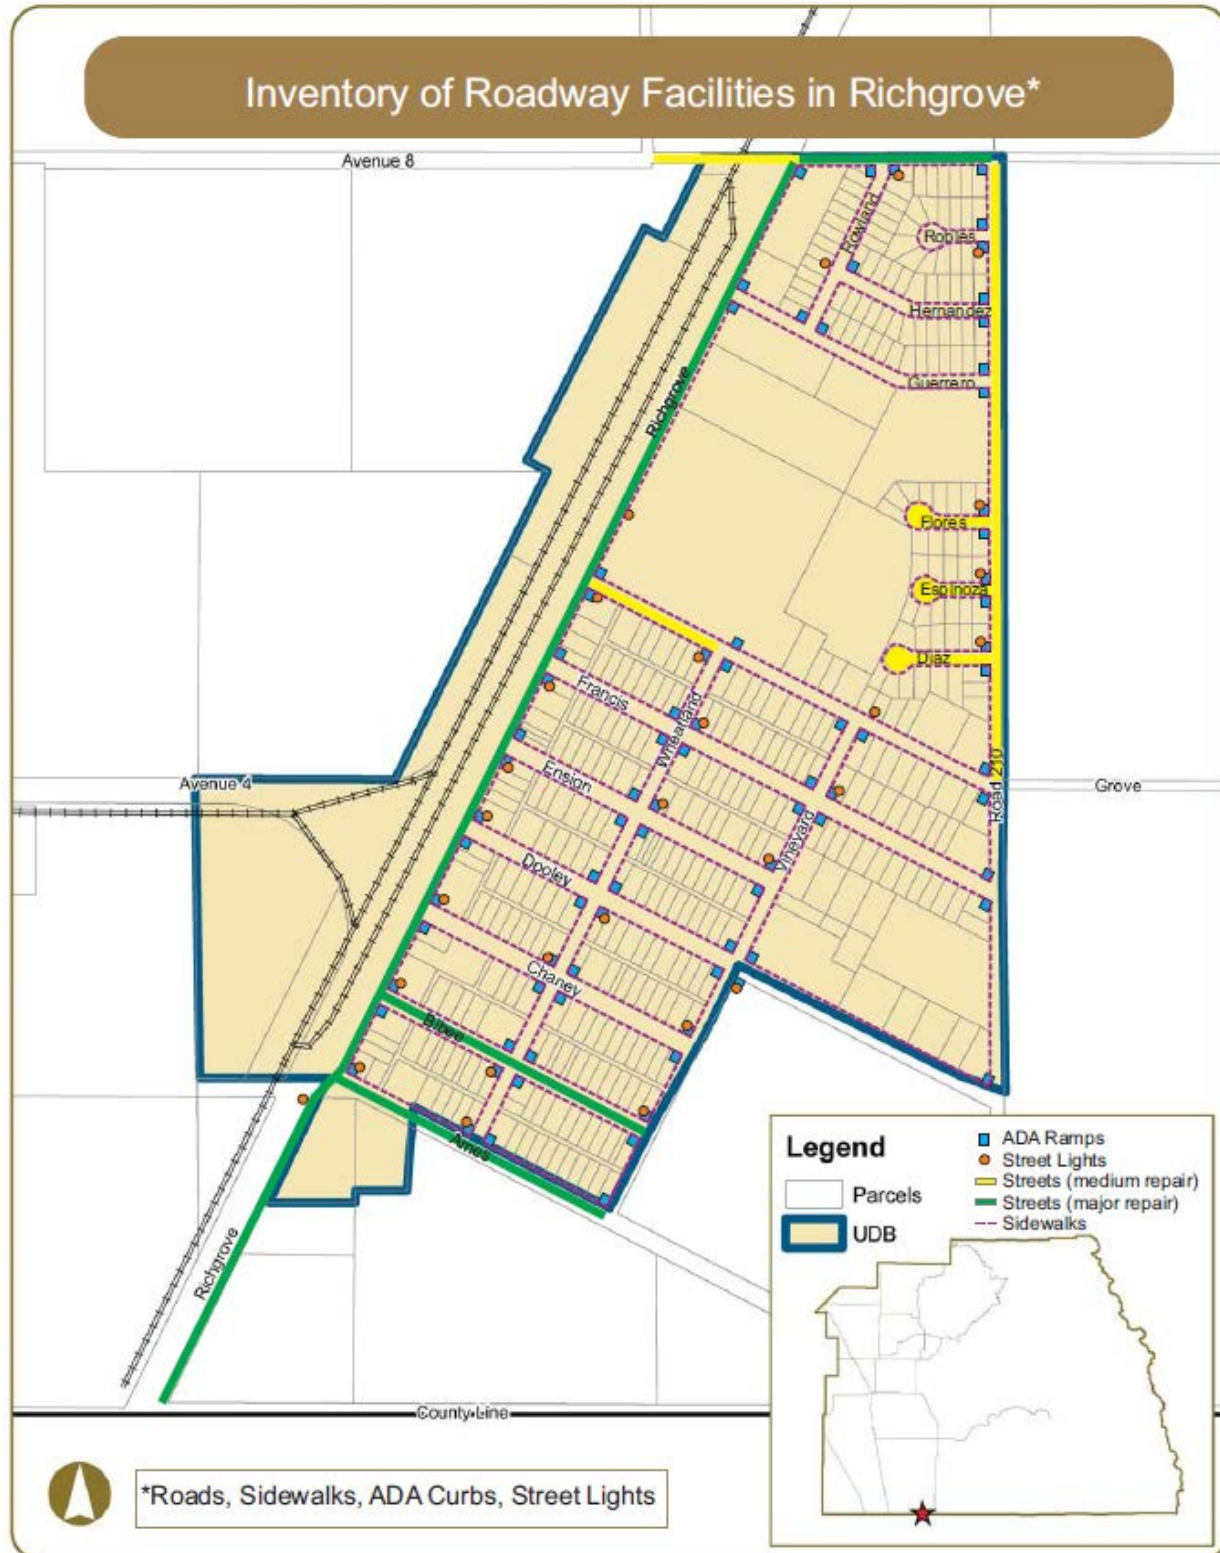 Inventory of Roadway Facilities in Richgrove*
Avenue 8
Rowland
Robles
Hernandez
Guerrero
Richgrove
Flores
Espinoza
Diaz
Francis
Wheatland
Ension
Avenue 4
Road 210
Grove
Vineyard
Dooley
Chaney
Bibee
Ames
Richgrove
County Line
Legend
Parcels
UDB
ADA Ramps
Street Lights
Streets (medium repair)
Streets (major repair)
Sidewalks
*Roads, Sidewalks, ADA Curbs, Street Lights